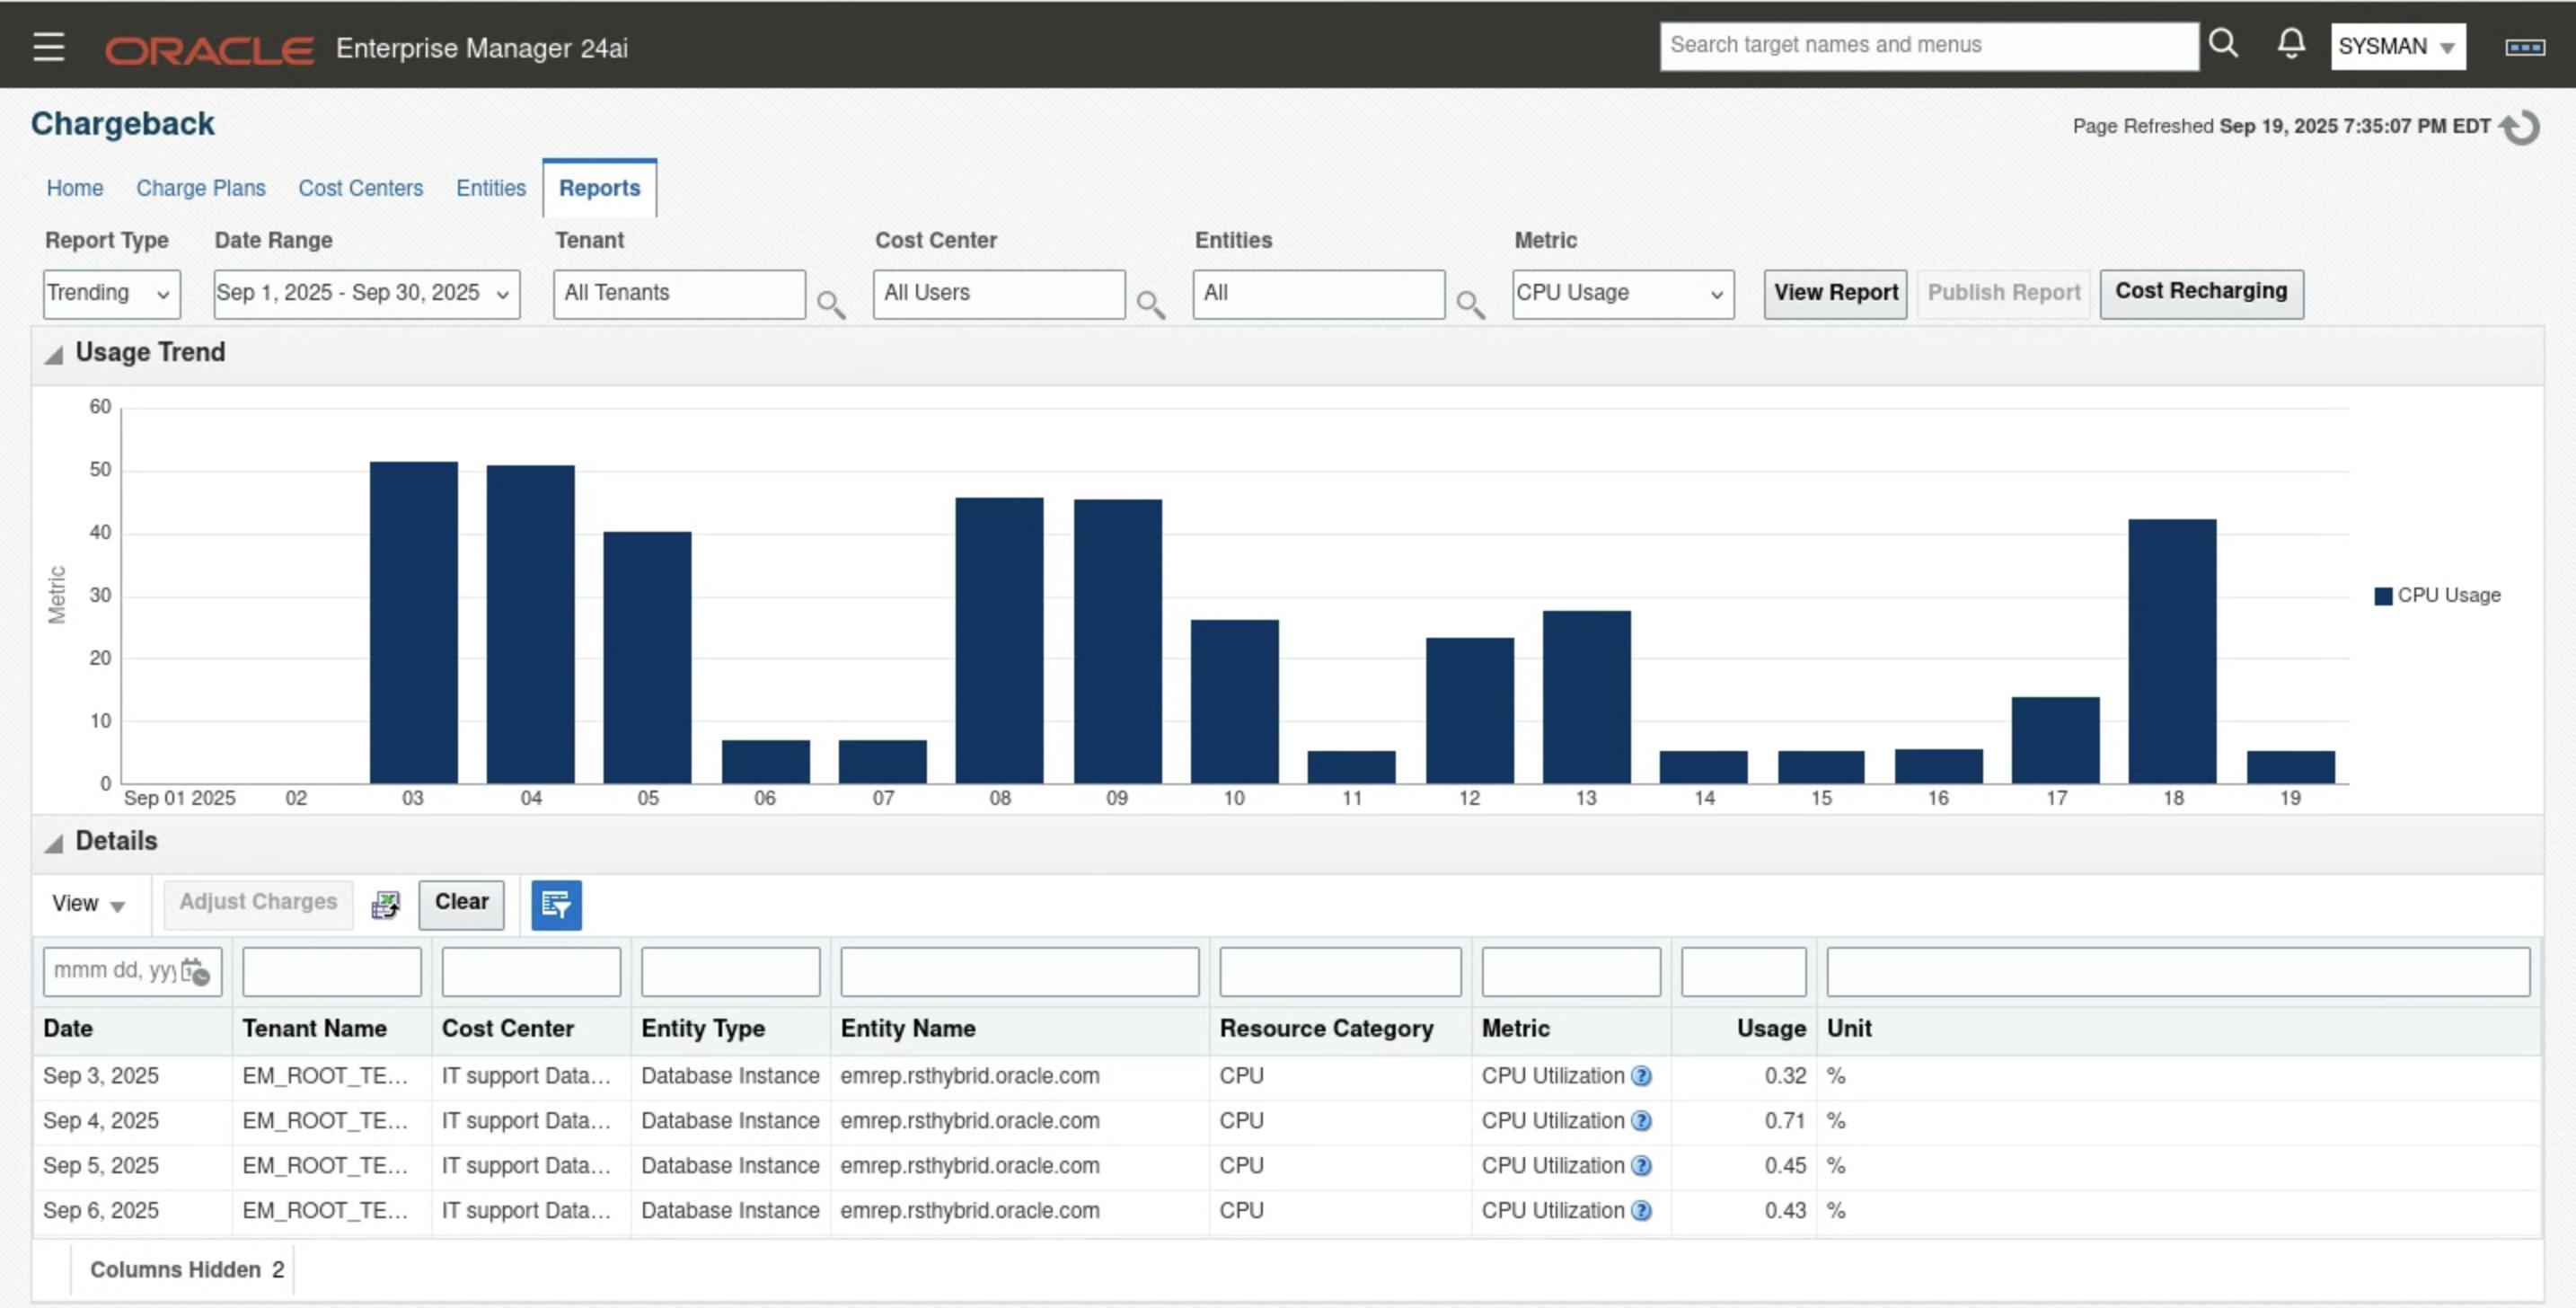 ORACLE Enterprise Manager 24ai Search target names and menus SYSMAN
Chargeback
Page Refreshed Sep 19, 2025 7:35:07 PM EDT
Home Charge Plans Cost Centers Entities Reports
Report Type Date Range Tenant Cost Center Entities Metric
Trending Sep 1, 2025 - Sep 30, 2025 All Tenants All Users All CPU Usage View Report Publish Report Cost Recharging
Usage Trend
60
50
40
30
20
10
0
Metric
Sep 01 2025 02 03 04 05 06 07 08 09 10 11 12 13 14 15 16 17 18 19
CPU Usage
Details
View Adjust Charges Clear
mmm dd, yyy
Date Tenant Name Cost Center Entity Type Entity Name Resource Category Metric Usage Unit
Sep 3, 2025 EM_ROOT_TE... IT support Data... Database Instance emrep.rsthybrid.oracle.com CPU CPU Utilization ? 0.32 %
Sep 4, 2025 EM_ROOT_TE... IT support Data... Database Instance emrep.rsthybrid.oracle.com CPU CPU Utilization ? 0.71 %
Sep 5, 2025 EM_ROOT_TE... IT support Data... Database Instance emrep.rsthybrid.oracle.com CPU CPU Utilization ? 0.45 %
Sep 6, 2025 EM_ROOT_TE... IT support Data... Database Instance emrep.rsthybrid.oracle.com CPU CPU Utilization ? 0.43 %
Columns Hidden 2